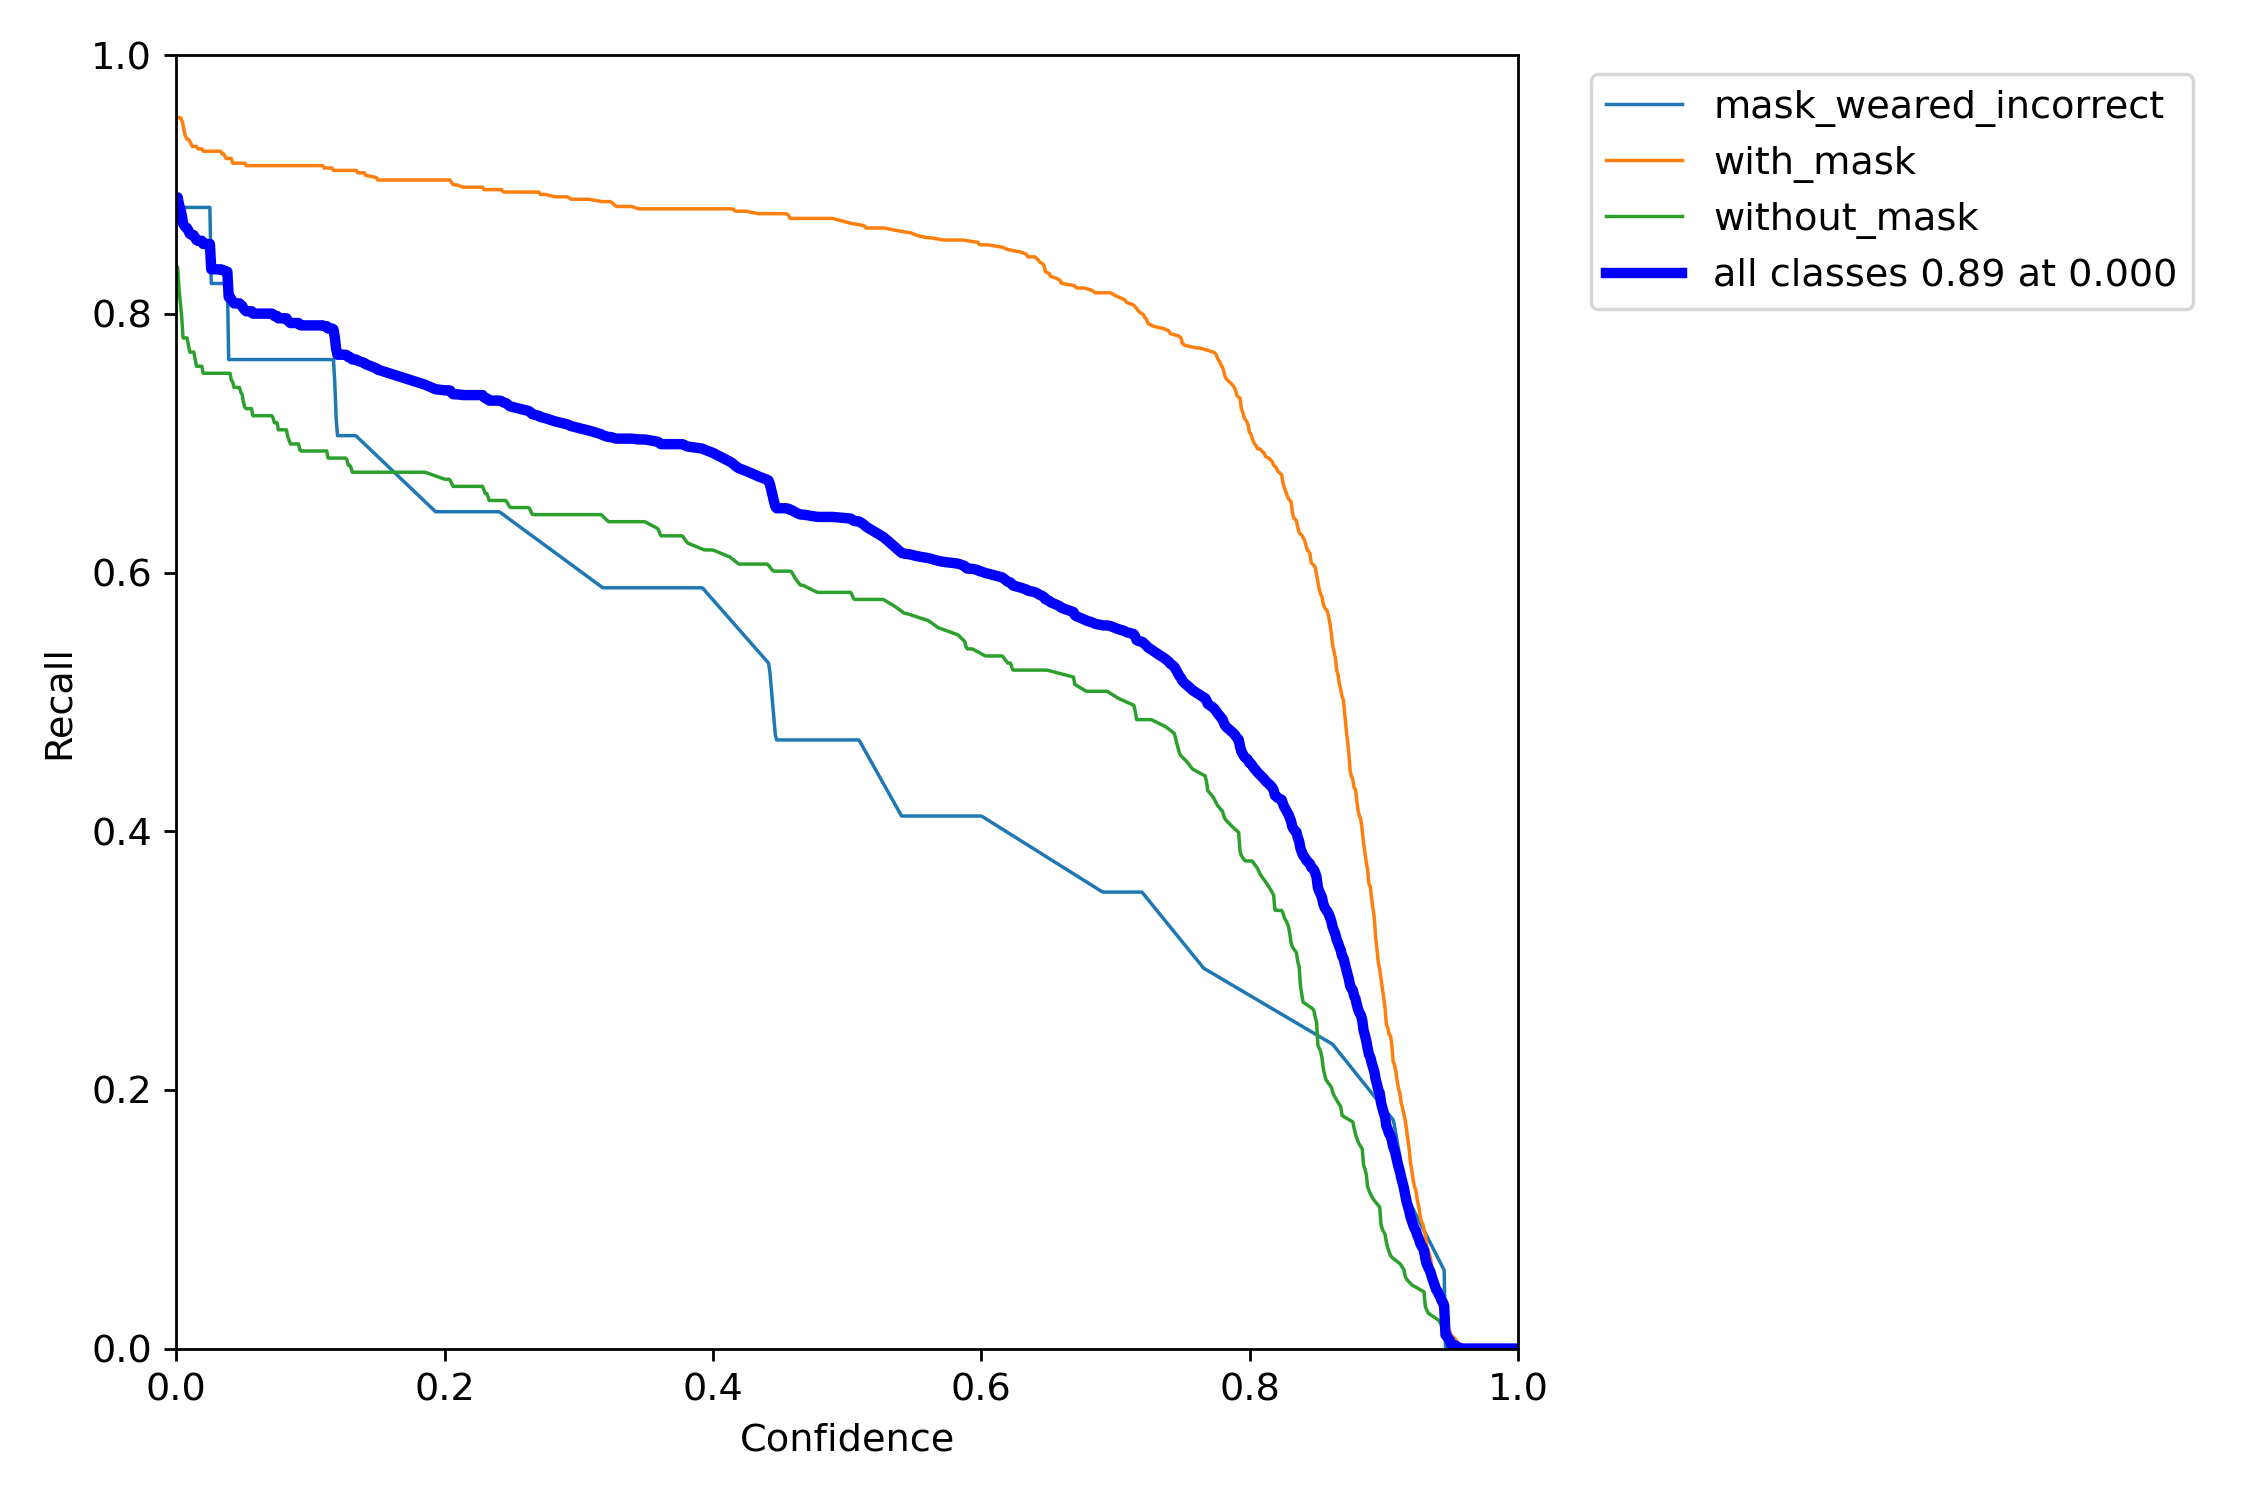 1.0
0.8
0.6
0.4
0.2
0.0
Recall
0.0 0.2 0.4 0.6 0.8 1.0
Confidence
mask_weared_incorrect
with_mask
without_mask
all classes 0.89 at 0.000